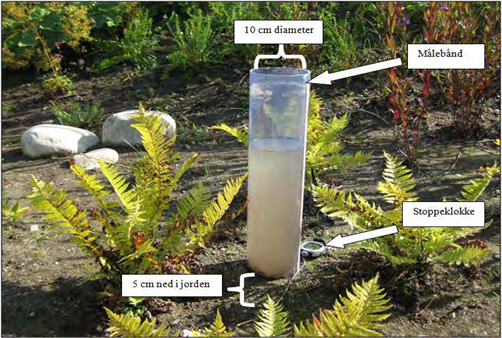 10 cm diameter
Målebånd
Stoppeklokke
5 cm ned i jorden